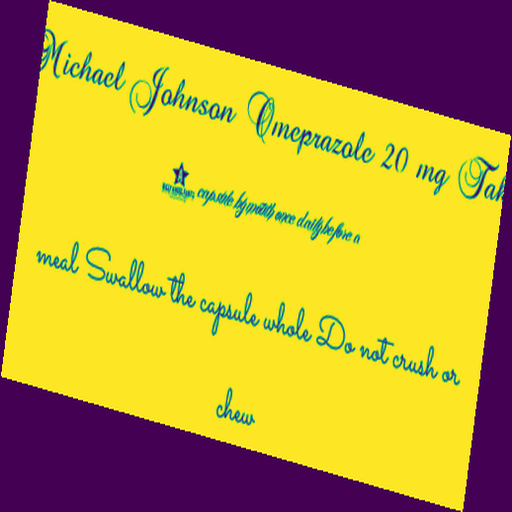 Michael Johnson Omeprazole 20 mg
capsule by mouth once daily before a
meal Swallow the capsule whole Do not crush or
chew